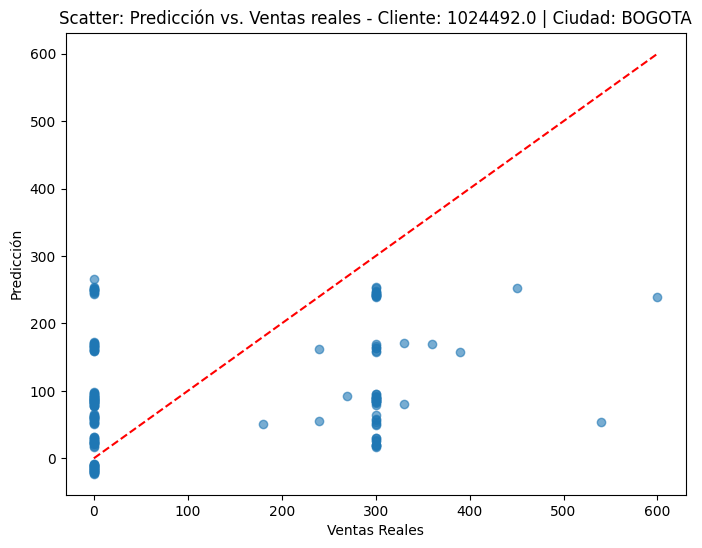 Scatter: Predicción vs. Ventas reales - Cliente: 1024492.0 | Ciudad: BOGOTA
600
500
400
300
200
100
0
Predicción
0 100 200 300 400 500 600
Ventas Reales